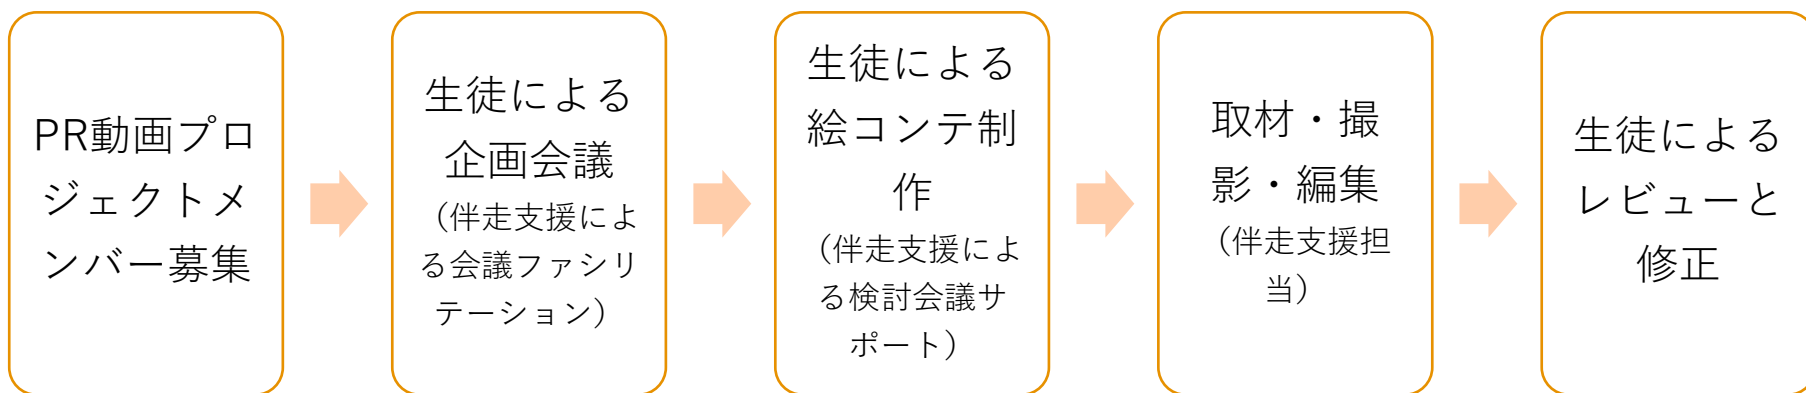 PR動画プロ
ジェクトメ
ンバー募集
生徒による
企画会議
（伴走支援によ
る会議ファシリ
テーション）
生徒による
絵コンテ制
作
（伴走支援によ
る検討会議サ
ポート）
取材・撮
影・編集
（伴走支援担
当）
生徒による
レビューと
修正